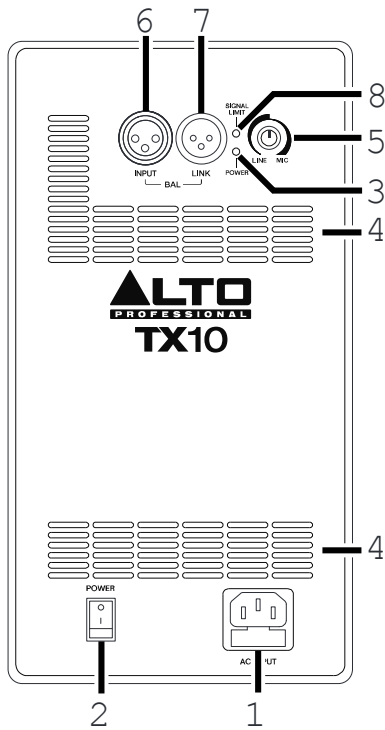 6 7
SIGNAL
LIMIT
8
5
INPUT LINK
BAL
LINE MIC
POWER
3
4
ALTO
PROFESSIONAL
TX10
4
POWER
AC
2
1